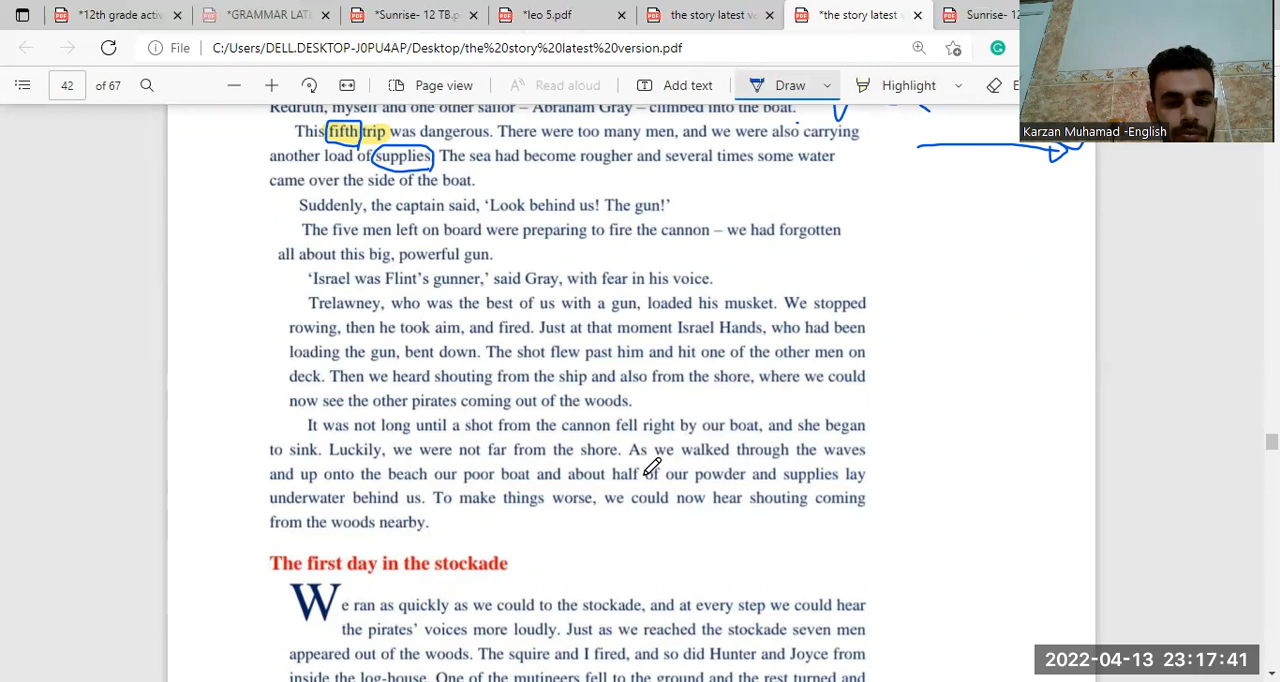 *12th grade acti
*GRAMMAR LAT
*Sunrise- 12 TB.p
*leo 5.pdf
the story latest v
*the story latest
Sunrise- 12
File
C:/Users/DELL.DESKTOP-J0PU4AP/Desktop/the%20story%20latest%20version.pdf
42 of 67
Page view
Read aloud
Add text
Draw
Highlight
E
Karzan Muhamad -English
Redruth, myself and one other sailor – Abraham Gray – climbed into the boat.
This fifth trip was dangerous. There were too many men, and we were also carrying
another load of supplies. The sea had become rougher and several times some water
came over the side of the boat.
Suddenly, the captain said, ‘Look behind us! The gun!’
The five men left on board were preparing to fire the cannon – we had forgotten
all about this big, powerful gun.
‘Israel was Flint’s gunner,’ said Gray, with fear in his voice.
Trelawney, who was the best of us with a gun, loaded his musket. We stopped
rowing, then he took aim, and fired. Just at that moment Israel Hands, who had been
loading the gun, bent down. The shot flew past him and hit one of the other men on
deck. Then we heard shouting from the ship and also from the shore, where we could
now see the other pirates coming out of the woods.
It was not long until a shot from the cannon fell right by our boat, and she began
to sink. Luckily, we were not far from the shore. As we walked through the waves
and up onto the beach our poor boat and about half of our powder and supplies lay
underwater behind us. To make things worse, we could now hear shouting coming
from the woods nearby.
The first day in the stockade
We ran as quickly as we could to the stockade, and at every step we could hear
the pirates’ voices more loudly. Just as we reached the stockade seven men
appeared out of the woods. The squire and I fired, and so did Hunter and Joyce from
inside the log-house. One of the mutineers fell to the ground and the rest turned and
2022-04-13 23:17:41